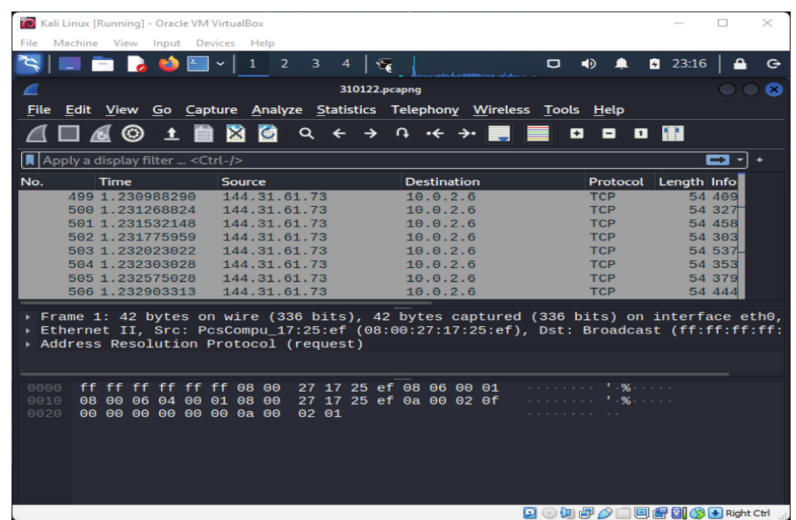 Kali Linux [Running] - Oracle VM VirtualBox
File Machine View Input Devices Help
1 2 3 4 23:16
310122.pcapng
File Edit View Go Capture Analyze Statistics Telephony Wireless Tools Help
Apply a display filter ... <Ctrl-/>
No. Time Source Destination Protocol Length Info
499 1.230988290 144.31.61.73 10.0.2.6 TCP 54 409
500 1.231268824 144.31.61.73 10.0.2.6 TCP 54 327
501 1.231532148 144.31.61.73 10.0.2.6 TCP 54 458
502 1.231775959 144.31.61.73 10.0.2.6 TCP 54 303
503 1.232023022 144.31.61.73 10.0.2.6 TCP 54 537
504 1.232303028 144.31.61.73 10.0.2.6 TCP 54 353
505 1.232575028 144.31.61.73 10.0.2.6 TCP 54 379
506 1.232903313 144.31.61.73 10.0.2.6 TCP 54 444
Frame 1: 42 bytes on wire (336 bits), 42 bytes captured (336 bits) on interface eth0,
Ethernet II, Src: PcsCompu_17:25:ef (08:00:27:17:25:ef), Dst: Broadcast (ff:ff:ff:ff:
Address Resolution Protocol (request)
0000 ff ff ff ff ff ff 08 00 27 17 25 ef 08 06 00 01 ········ '·%·····
0010 08 00 06 04 00 01 08 00 27 17 25 ef 0a 00 02 0f ········ '·%·····
0020 00 00 00 00 00 00 0a 00 02 01 ········ ··
Right Ctrl